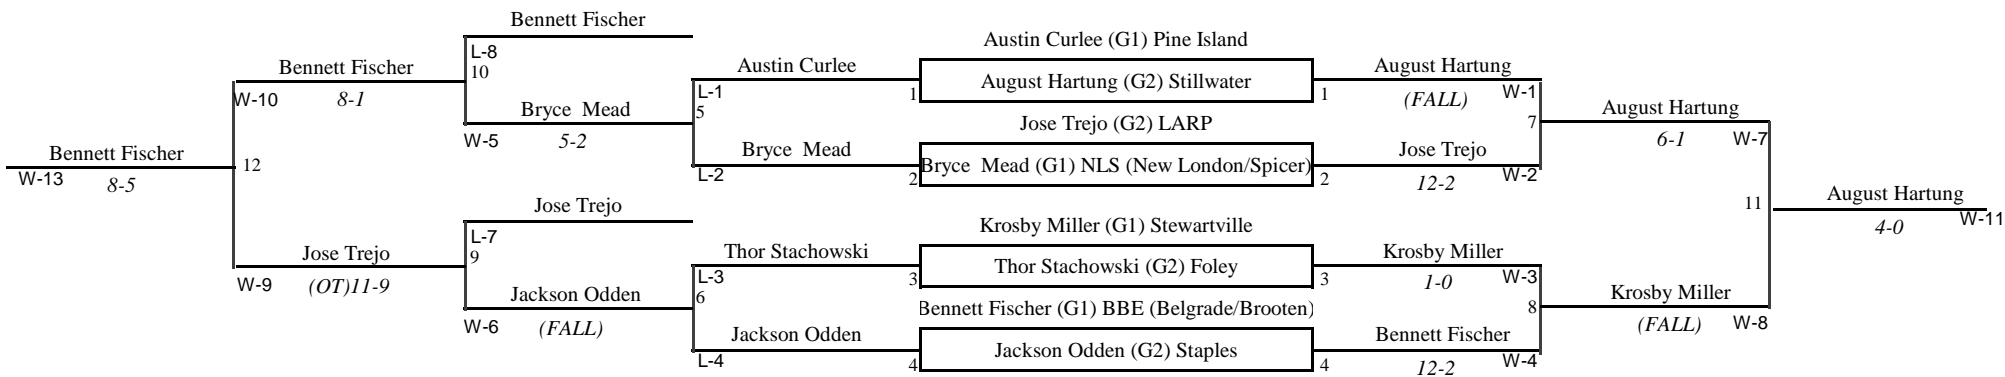 Bennett Fischer
L-8
10
Austin Curlee (G1) Pine Island
Bennett Fischer
W-10
8-1
Austin Curlee
L-1
5
1
August Hartung (G2) Stillwater
1
August Hartung
(FALL)
W-1
7
August Hartung
6-1
W-7
Bryce  Mead
W-5
5-2
Jose Trejo (G2) LARP
Bennett Fischer
W-13
8-5
12
Bryce  Mead
L-2
2
Bryce  Mead (G1) NLS (New London/Spicer)
2
Jose Trejo
12-2
W-2
11
August Hartung
4-0
W-11
Jose Trejo
L-7
9
Krosby Miller (G1) Stewartville
Jose Trejo
W-9
(OT)11-9
Thor Stachowski
L-3
6
3
Thor Stachowski (G2) Foley
3
Krosby Miller
1-0
W-3
8
Krosby Miller
(FALL)
W-8
Jackson Odden
W-6
(FALL)
Bennett Fischer (G1) BBE (Belgrade/Brooten)
Jackson Odden
L-4
4
Jackson Odden (G2) Staples
4
Bennett Fischer
12-2
W-4